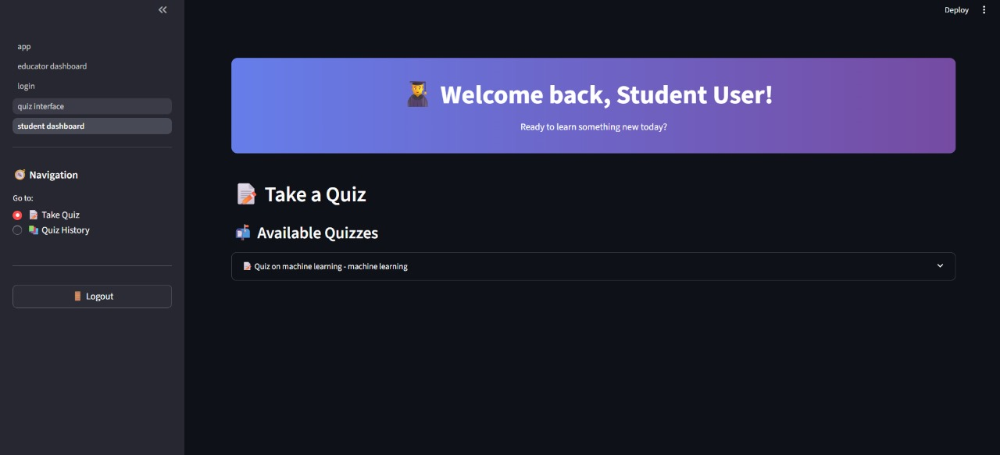 Deploy
app
educator dashboard
login
quiz interface
student dashboard
Navigation
Go to:
Take Quiz
Quiz History
Logout
Welcome back, Student User!
Ready to learn something new today?
Take a Quiz
Available Quizzes
Quiz on machine learning - machine learning